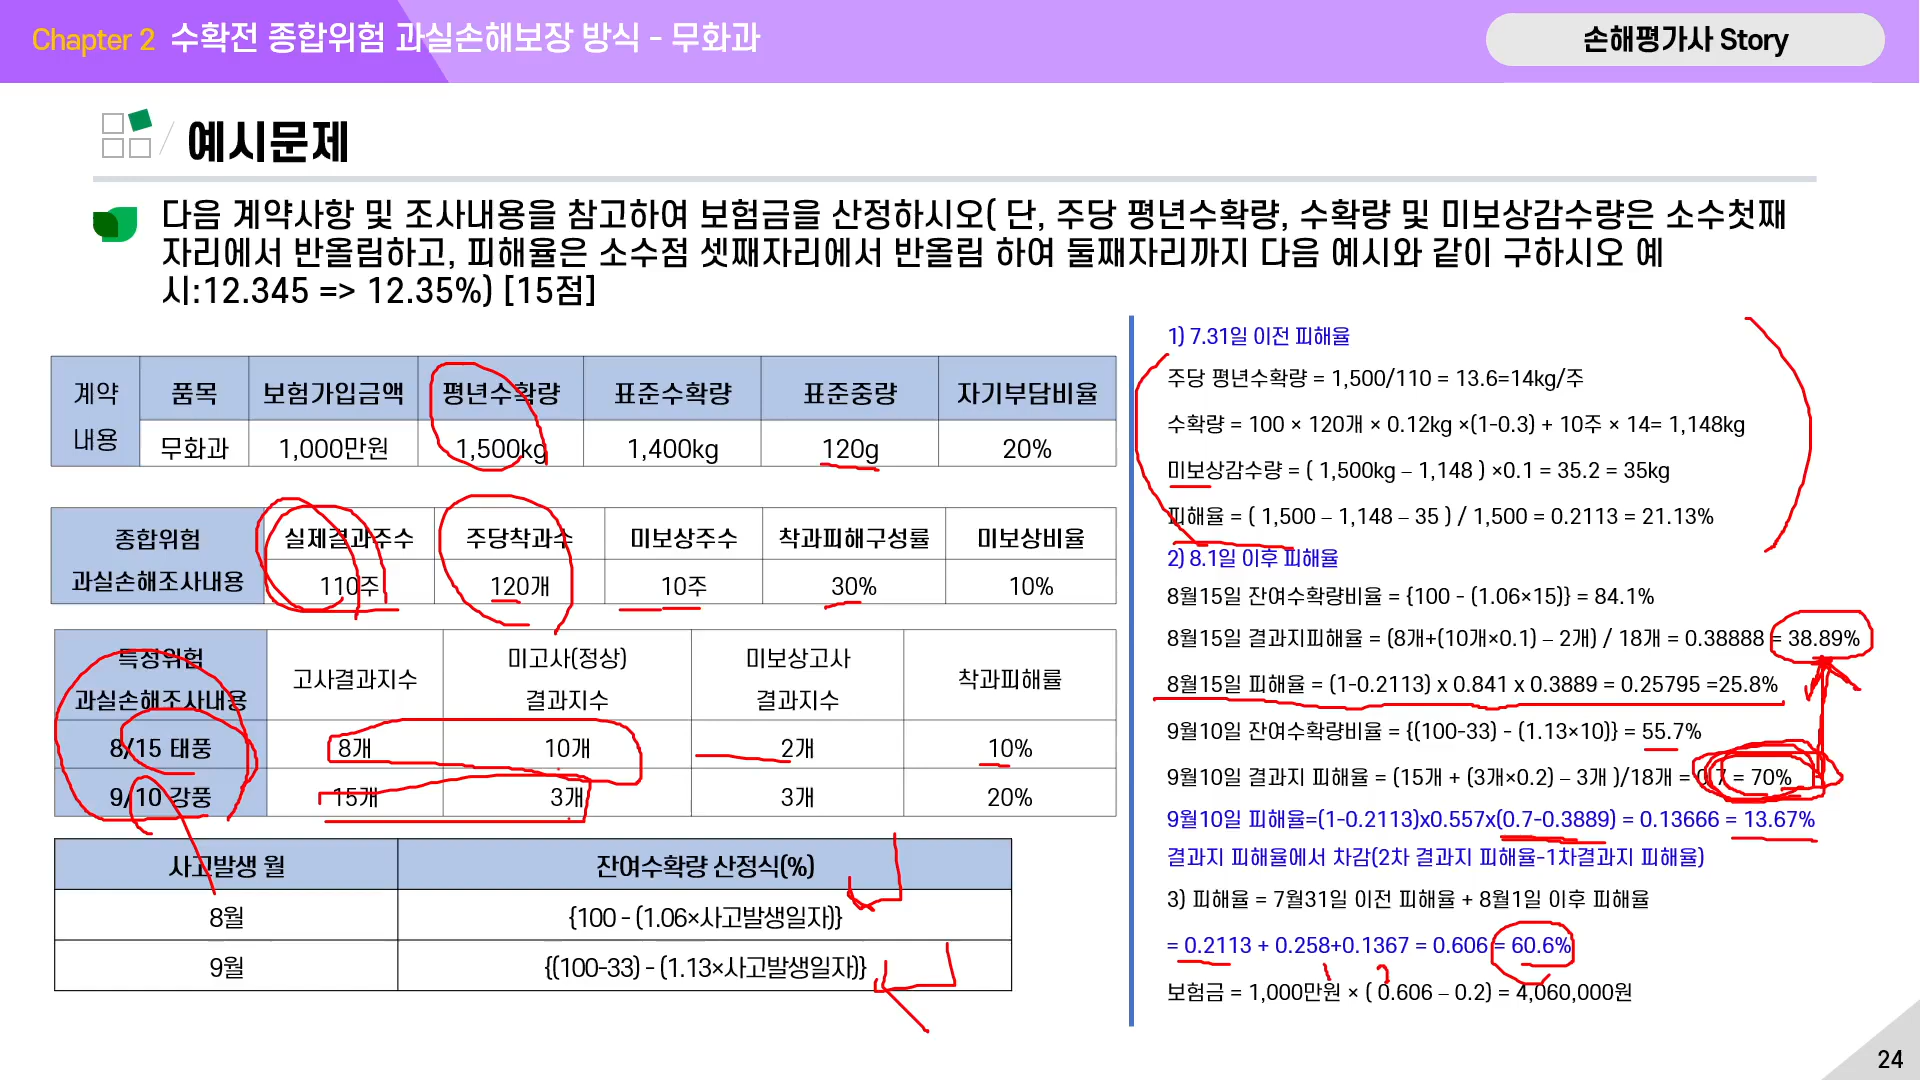 Chapter 2 수확전 종합위험 과실손해보장 방식 - 무화과
손해평가사 Story
예시문제
다음 계약사항 및 조사내용을 참고하여 보험금을 산정하시오( 단, 주당 평년수확량, 수확량 및 미보상감수량은 소수첫째
자리에서 반올림하고, 피해율은 소수점 셋째자리에서 반올림 하여 둘째자리까지 다음 예시와 같이 구하시오 예
시:12.345 => 12.35%) [15점]
계약 내용 품목 보험가입금액 평년수확량 표준수확량 표준중량 자기부담비율
무화과 1,000만원 1,500kg 1,400kg 120g 20%
종합위험 과실손해조사내용 실제결과주수 주당착과수 미보상주수 착과피해구성률 미보상비율
110주 120개 10주 30% 10%
특정위험 과실손해조사내용 고사결과지수 미고사(정상) 결과지수 미보상고사 결과지수 착과피해률
8/15 태풍 8개 10개 2개 10%
9/10 강풍 15개 3개 3개 20%
사고발생 월 잔여수확량 산정식(%)
8월 {100 - (1.06×사고발생일자)}
9월 {(100-33) - (1.13×사고발생일자)}
1) 7.31일 이전 피해율
주당 평년수확량 = 1,500/110 = 13.6=14kg/주
수확량 = 100 × 120개 × 0.12kg ×(1-0.3) + 10주 × 14= 1,148kg
미보상감수량 = ( 1,500kg – 1,148 ) ×0.1 = 35.2 = 35kg
피해율 = ( 1,500 – 1,148 – 35 ) / 1,500 = 0.2113 = 21.13%
2) 8.1일 이후 피해율
8월15일 잔여수확량비율 = {100 - (1.06×15)} = 84.1%
8월15일 결과지피해율 = (8개+(10개×0.1) – 2개) / 18개 = 0.38888 = 38.89%
8월15일 피해율 = (1-0.2113) x 0.841 x 0.3889 = 0.25795 =25.8%
9월10일 잔여수확량비율 = {(100-33) - (1.13×10)} = 55.7%
9월10일 결과지 피해율 = (15개 + (3개×0.2) – 3개 )/18개 = 0.7 = 70%
9월10일 피해율=(1-0.2113)x0.557x(0.7-0.3889) = 0.13666 = 13.67%
결과지 피해율에서 차감(2차 결과지 피해율-1차결과지 피해율)
3) 피해율 = 7월31일 이전 피해율 + 8월1일 이후 피해율
= 0.2113 + 0.258+0.1367 = 0.606 = 60.6%
보험금 = 1,000만원 × ( 0.606 – 0.2) = 4,060,000원
24